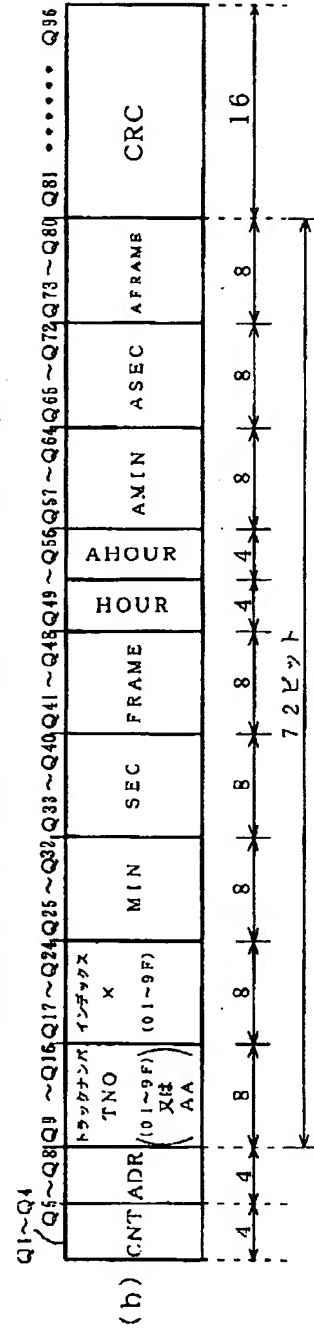 (b)
Q1~Q4
Q5~Q8 Q9 ~Q16 Q17~Q24 Q25~Q32 Q33~Q40 Q41~Q48 Q49 ~Q56 Q57~Q64 Q65~Q72 Q73~Q80 Q81 ・・・・・・ Q96
CNT
ADR
トラックナンバ
TNO
((01~9F)
又は
AA)
インデックス
X
(01~9F)
MIN
SEC
FRAME
HOUR
AHOUR
AMIN
ASEC
AFRAME
CRC
4 4 8 8 8 8 8 4 4 8 8 8 16
72ビット